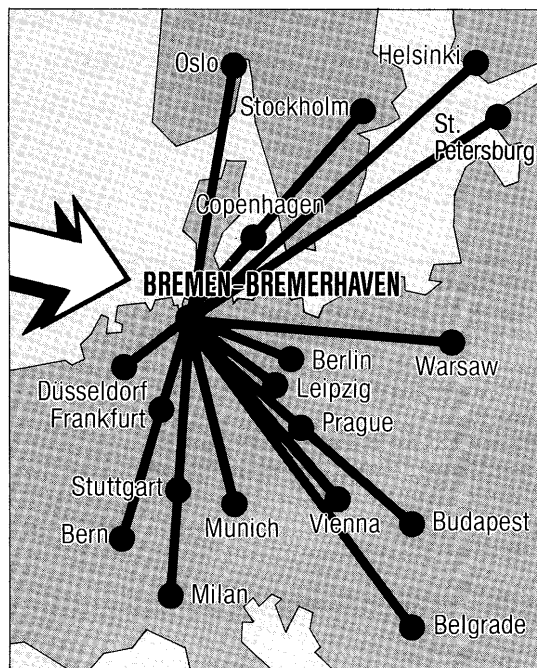 Oslo
Helsinki
Stockholm
St.
Petersburg
Copenhagen
BREMEN-BREMERHAVEN
Berlin
Warsaw
Düsseldorf
Leipzig
Frankfurt
Prague
Stuttgart
Munich
Vienna
Budapest
Bern
Milan
Belgrade